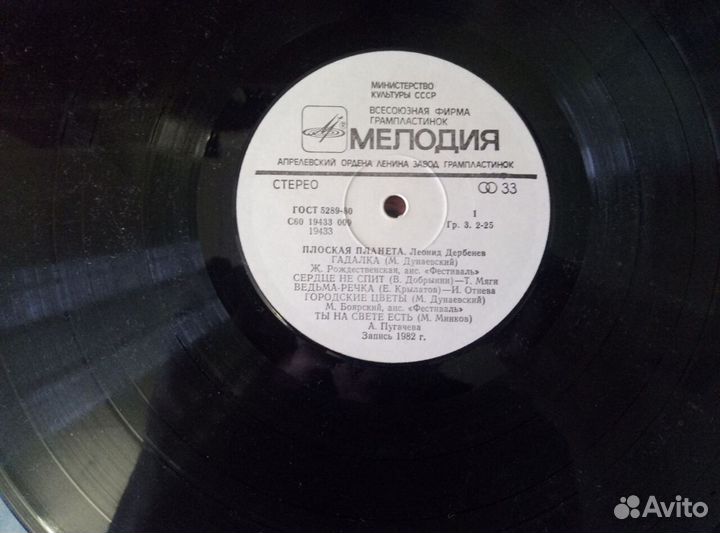 МИНИСТЕРСТВО
КУЛЬТУРЫ СССР
ВСЕСОЮЗНАЯ ФИРМА
ГРАМПЛАСТИНОК
МЕЛОДИЯ
АПРЕЛЕВСКИЙ ОРДЕНА ЛЕНИНА ЗАВОД ГРАМПЛАСТИНОК
СТЕРЕО 33
ГОСТ 5289-80 1
С60 19433 009 Гр. 3. 2-25
19433
ПЛОСКАЯ ПЛАНЕТА. Леонид Дербенев
ГАДАЛКА (М. Дунаевский)
Ж. Рождественская, анс. «Фестиваль»
СЕРДЦЕ НЕ СПИТ (В. Добрынин)—Т. Мяги
ВЕДЬМА-РЕЧКА (Е. Крылатов)—И. Отиева
ГОРОДСКИЕ ЦВЕТЫ (М. Дунаевский)
М. Боярский, анс. «Фестиваль»
ТЫ НА СВЕТЕ ЕСТЬ (М. Минков)
А. Пугачева
Запись 1982 г.
Avito